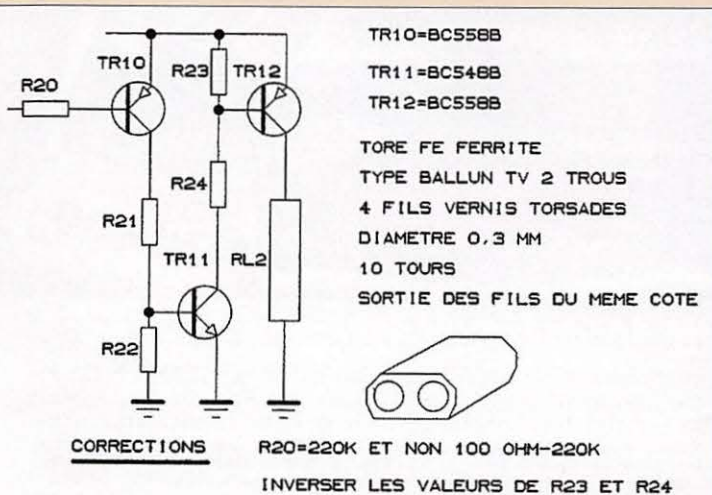 TR10
R20
R23
TR12
R24
R21
TR11
RL2
R22
TR10=BC558B
TR11=BC548B
TR12=BC558B
TORE FE FERRITE
TYPE BALLUN TV 2 TROUS
4 FILS VERNIS TORSADES
DIAMETRE 0,3 MM
10 TOURS
SORTIE DES FILS DU MEME COTE
CORRECTIONS
R20=220K ET NON 100 OHM-220K
INVERSER LES VALEURS DE R23 ET R24